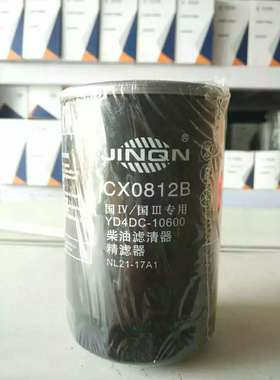 JINQN
CX0812B
国Ⅳ/国Ⅲ专用
YD4DC-10600
柴油滤清器
精滤器
NL21-17A1